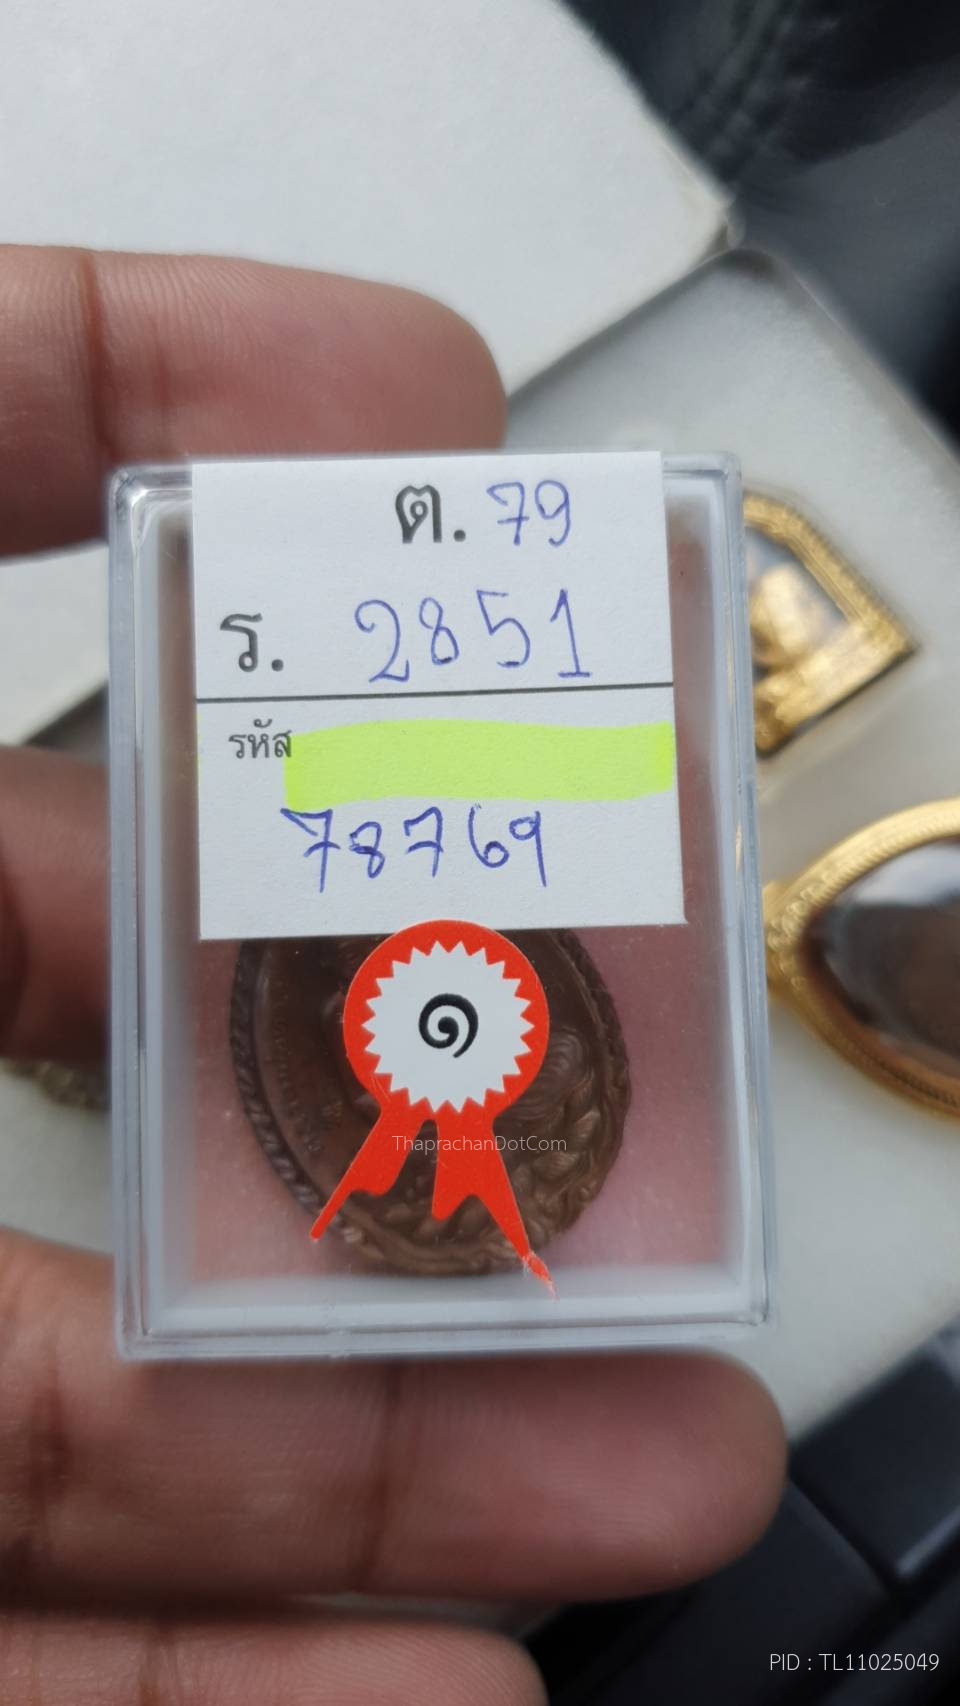 ต. 79
ร. 2851
รหัส
78769
๑
ThaprachanDotCom
PID : TL11025049